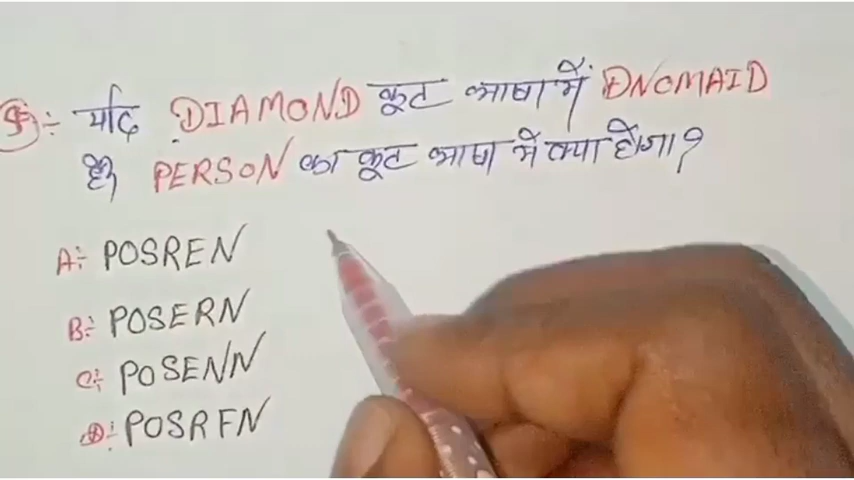 प्र:- यदि DIAMOND कूट भाषा में DNOMAID
है, PERSON का कूट भाषा में क्या होगा?
A:- POSREN
B:- POSERN
C:- POSENN
D:- POSRFN